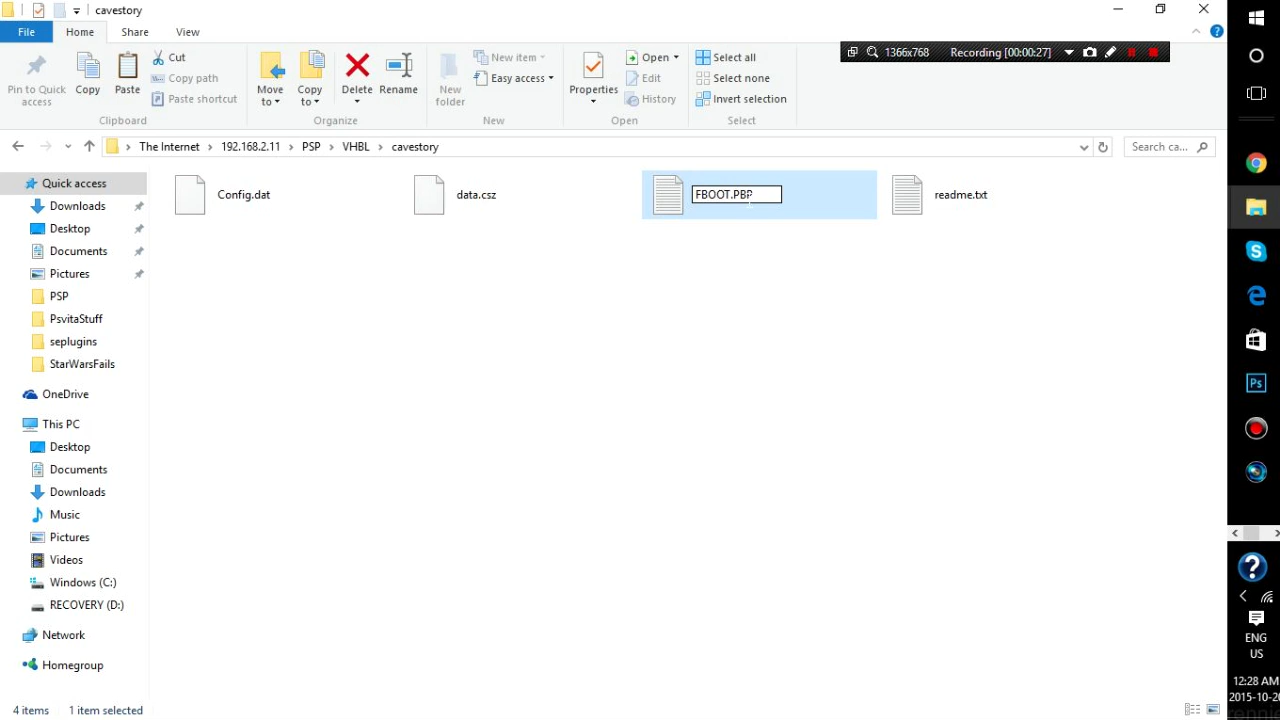 cavestory
File
Home
Share
View
1366x768
Recording [00:00:27]
Pin to Quick access
Copy
Paste
Cut
Copy path
Paste shortcut
Clipboard
Move to
Copy to
Delete
Rename
Organize
New folder
New item
Easy access
New
Properties
Open
Edit
History
Open
Select all
Select none
Invert selection
Select
The Internet
192.168.2.11
PSP
VHBL
cavestory
Search ca...
Config.dat
data.csz
FBOOT.PBP
readme.txt
Quick access
Downloads
Desktop
Documents
Pictures
PSP
PsvitaStuff
seplugins
StarWarsFails
OneDrive
This PC
Desktop
Documents
Downloads
Music
Pictures
Videos
Windows (C:)
RECOVERY (D:)
Network
Homegroup
4 items
1 item selected
Ps
ENG
US
12:28 AM